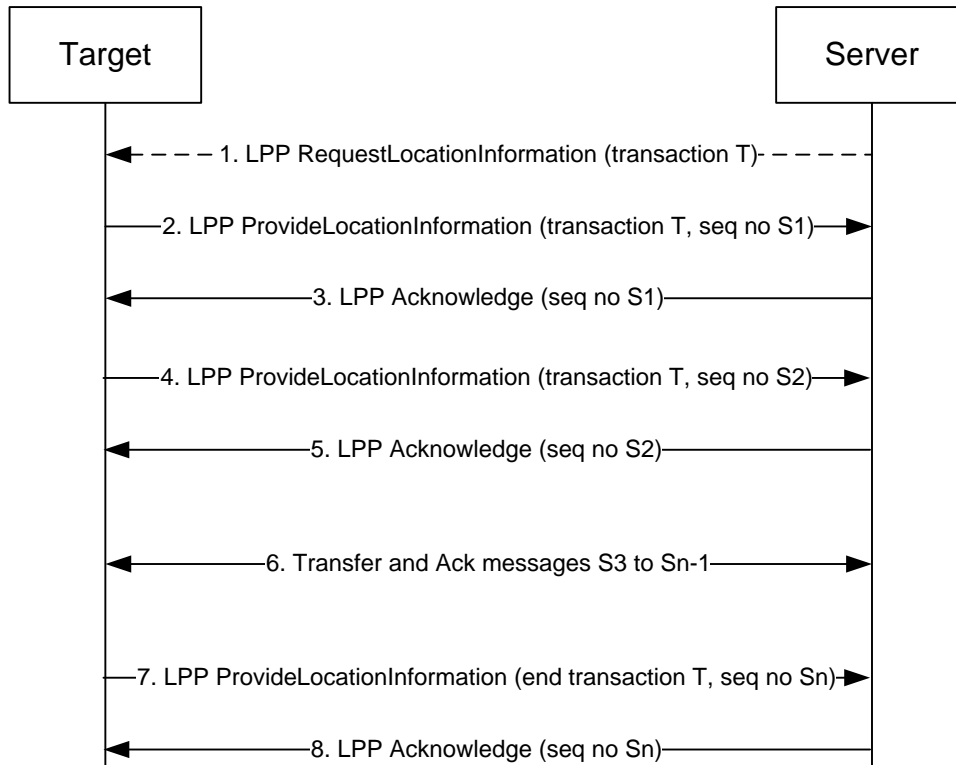 Target
Server
1. LPP RequestLocationInformation (transaction T)
2. LPP ProvideLocationInformation (transaction T, seq no S1)
3. LPP Acknowledge (seq no S1)
4. LPP ProvideLocationInformation (transaction T, seq no S2)
5. LPP Acknowledge (seq no S2)
6. Transfer and Ack messages S3 to Sn-1
7. LPP ProvideLocationInformation (end transaction T, seq no Sn)
8. LPP Acknowledge (seq no Sn)